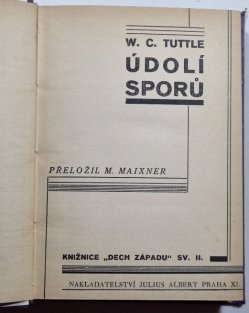 W. C. TUTTLE
ÚDOLÍ
SPORŮ
PŘELOŽIL M. MAIXNER
KNIŽNICE „DECH ZÁPADU" SV. II.
NAKLADATELSTVÍ JULIUS ALBERT PRAHA XI.